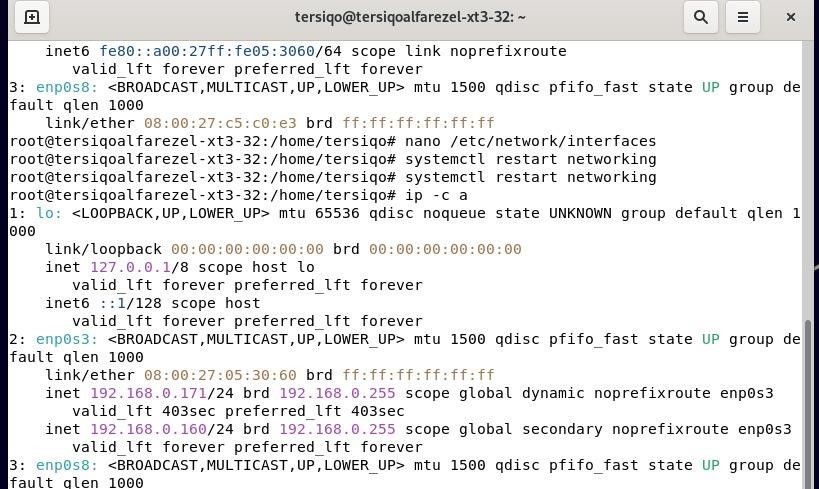 tersiqo@tersiqoalfarezel-xt3-32: ~
inet6 fe80::a00:27ff:fe05:3060/64 scope link noprefixroute
valid_lft forever preferred_lft forever
3: enp0s8: <BROADCAST,MULTICAST,UP,LOWER_UP> mtu 1500 qdisc pfifo_fast state UP group de
fault qlen 1000
link/ether 08:00:27:c5:c0:e3 brd ff:ff:ff:ff:ff:ff
root@tersiqoalfarezel-xt3-32:/home/tersiqo# nano /etc/network/interfaces
root@tersiqoalfarezel-xt3-32:/home/tersiqo# systemctl restart networking
root@tersiqoalfarezel-xt3-32:/home/tersiqo# systemctl restart networking
root@tersiqoalfarezel-xt3-32:/home/tersiqo# ip -c a
1: lo: <LOOPBACK,UP,LOWER_UP> mtu 65536 qdisc noqueue state UNKNOWN group default qlen 1
000
link/loopback 00:00:00:00:00:00 brd 00:00:00:00:00:00
inet 127.0.0.1/8 scope host lo
valid_lft forever preferred_lft forever
inet6 ::1/128 scope host
valid_lft forever preferred_lft forever
2: enp0s3: <BROADCAST,MULTICAST,UP,LOWER_UP> mtu 1500 qdisc pfifo_fast state UP group de
fault qlen 1000
link/ether 08:00:27:05:30:60 brd ff:ff:ff:ff:ff:ff
inet 192.168.0.171/24 brd 192.168.0.255 scope global dynamic noprefixroute enp0s3
valid_lft 403sec preferred_lft 403sec
inet 192.168.0.160/24 brd 192.168.0.255 scope global secondary noprefixroute enp0s3
valid_lft forever preferred_lft forever
3: enp0s8: <BROADCAST,MULTICAST,UP,LOWER_UP> mtu 1500 qdisc pfifo_fast state UP group de
fault qlen 1000